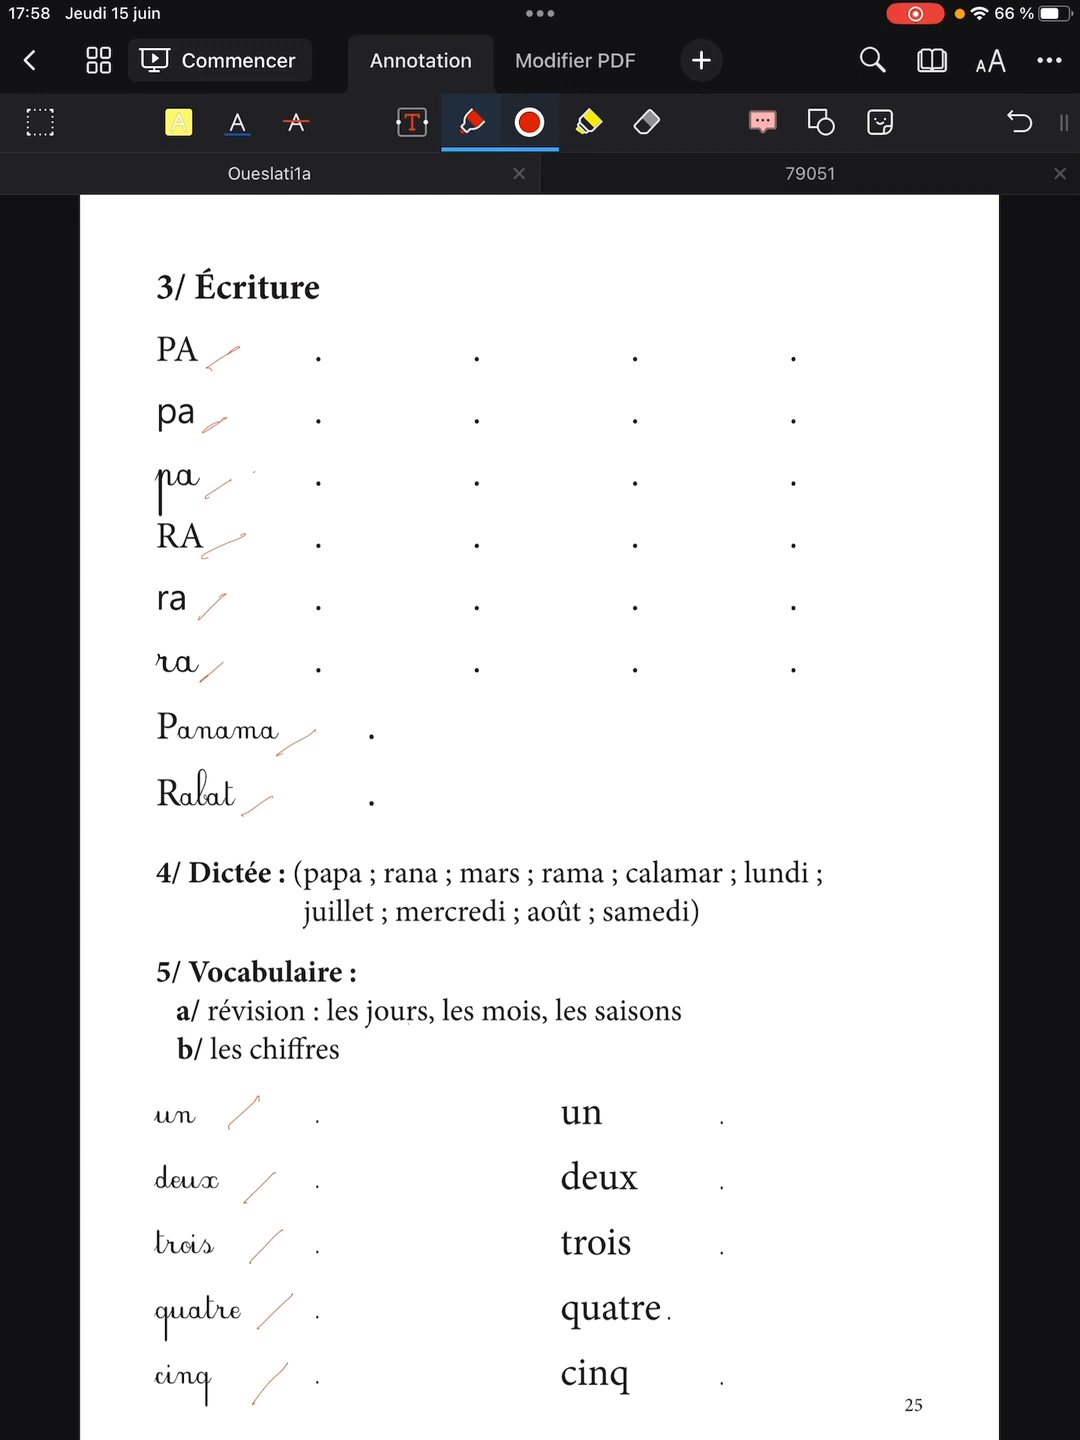 17:58 Jeudi 15 juin 66 %
Commencer Annotation Modifier PDF
Oueslati1a 79051
3/ Écriture
PA . . . .
pa . . . .
pa . . . .
RA . . . .
ra . . . .
ra . . . .
Panama .
Rabat .
4/ Dictée : (papa ; rana ; mars ; rama ; calamar ; lundi ;
juillet ; mercredi ; août ; samedi)
5/ Vocabulaire :
a/ révision : les jours, les mois, les saisons
b/ les chiffres
un . un .
deux . deux .
trois . trois .
quatre . quatre .
cinq . cinq .
25